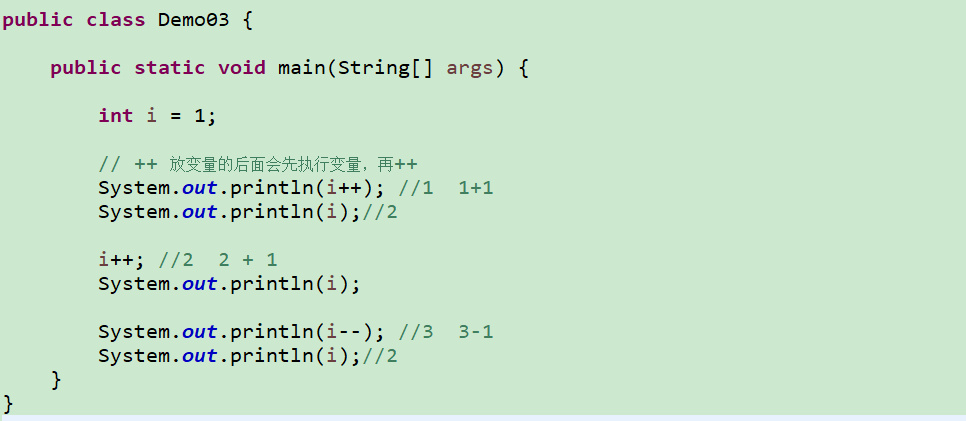 public class Demo03 {
public static void main(String[] args) {
int i = 1;
// ++ 放变量的后面会先执行变量，再++
System.out.println(i++); //1  1+1
System.out.println(i);//2
i++; //2  2 + 1
System.out.println(i);
System.out.println(i--); //3  3-1
System.out.println(i);//2
}
}